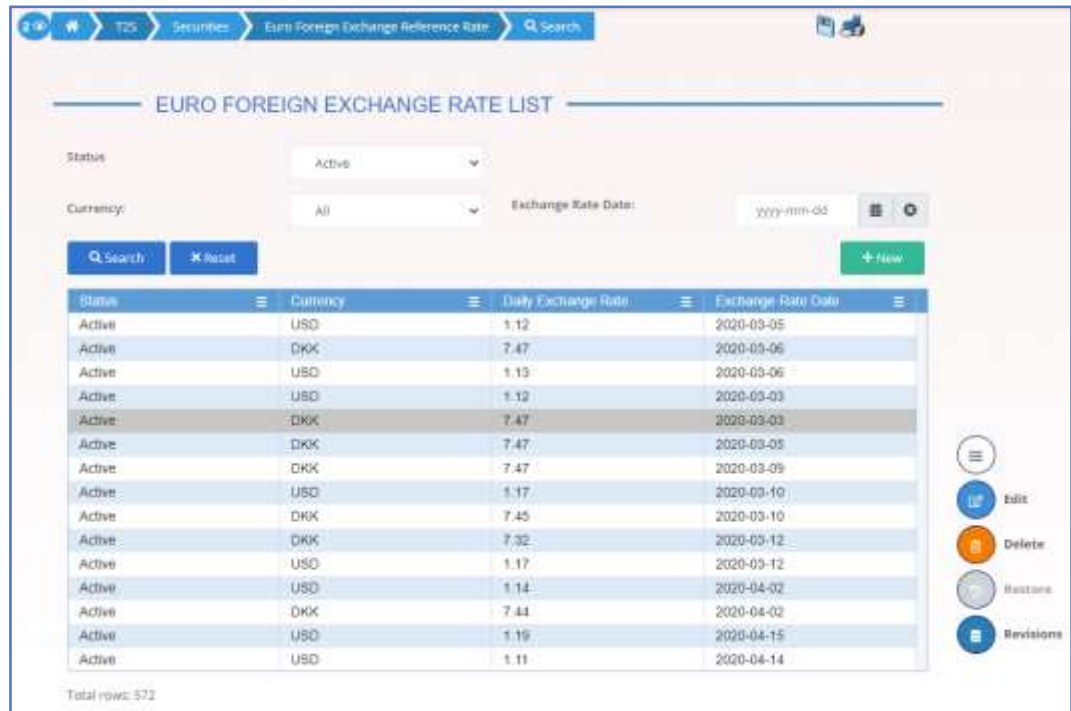 2 T2S Securities Euro Foreign Exchange Reference Rate Search
EURO FOREIGN EXCHANGE RATE LIST
Status Active
Currency: All Exchange Rate Date: yyyy-mm-dd
Search Reset New
Status Currency Daily Exchange Rate Exchange Rate Date
Active USD 1.12 2020-03-05
Active DKK 7.47 2020-03-06
Active USD 1.13 2020-03-06
Active USD 1.12 2020-03-03
Active DKK 7.47 2020-03-03
Active DKK 7.47 2020-03-05
Active DKK 7.47 2020-03-09
Active USD 1.17 2020-03-10
Active DKK 7.45 2020-03-10
Active DKK 7.32 2020-03-12
Active USD 1.17 2020-03-12
Active USD 1.14 2020-04-02
Active DKK 7.44 2020-04-02
Active USD 1.19 2020-04-15
Active USD 1.11 2020-04-14
Edit
Delete
Restore
Revisions
Total rows: 572